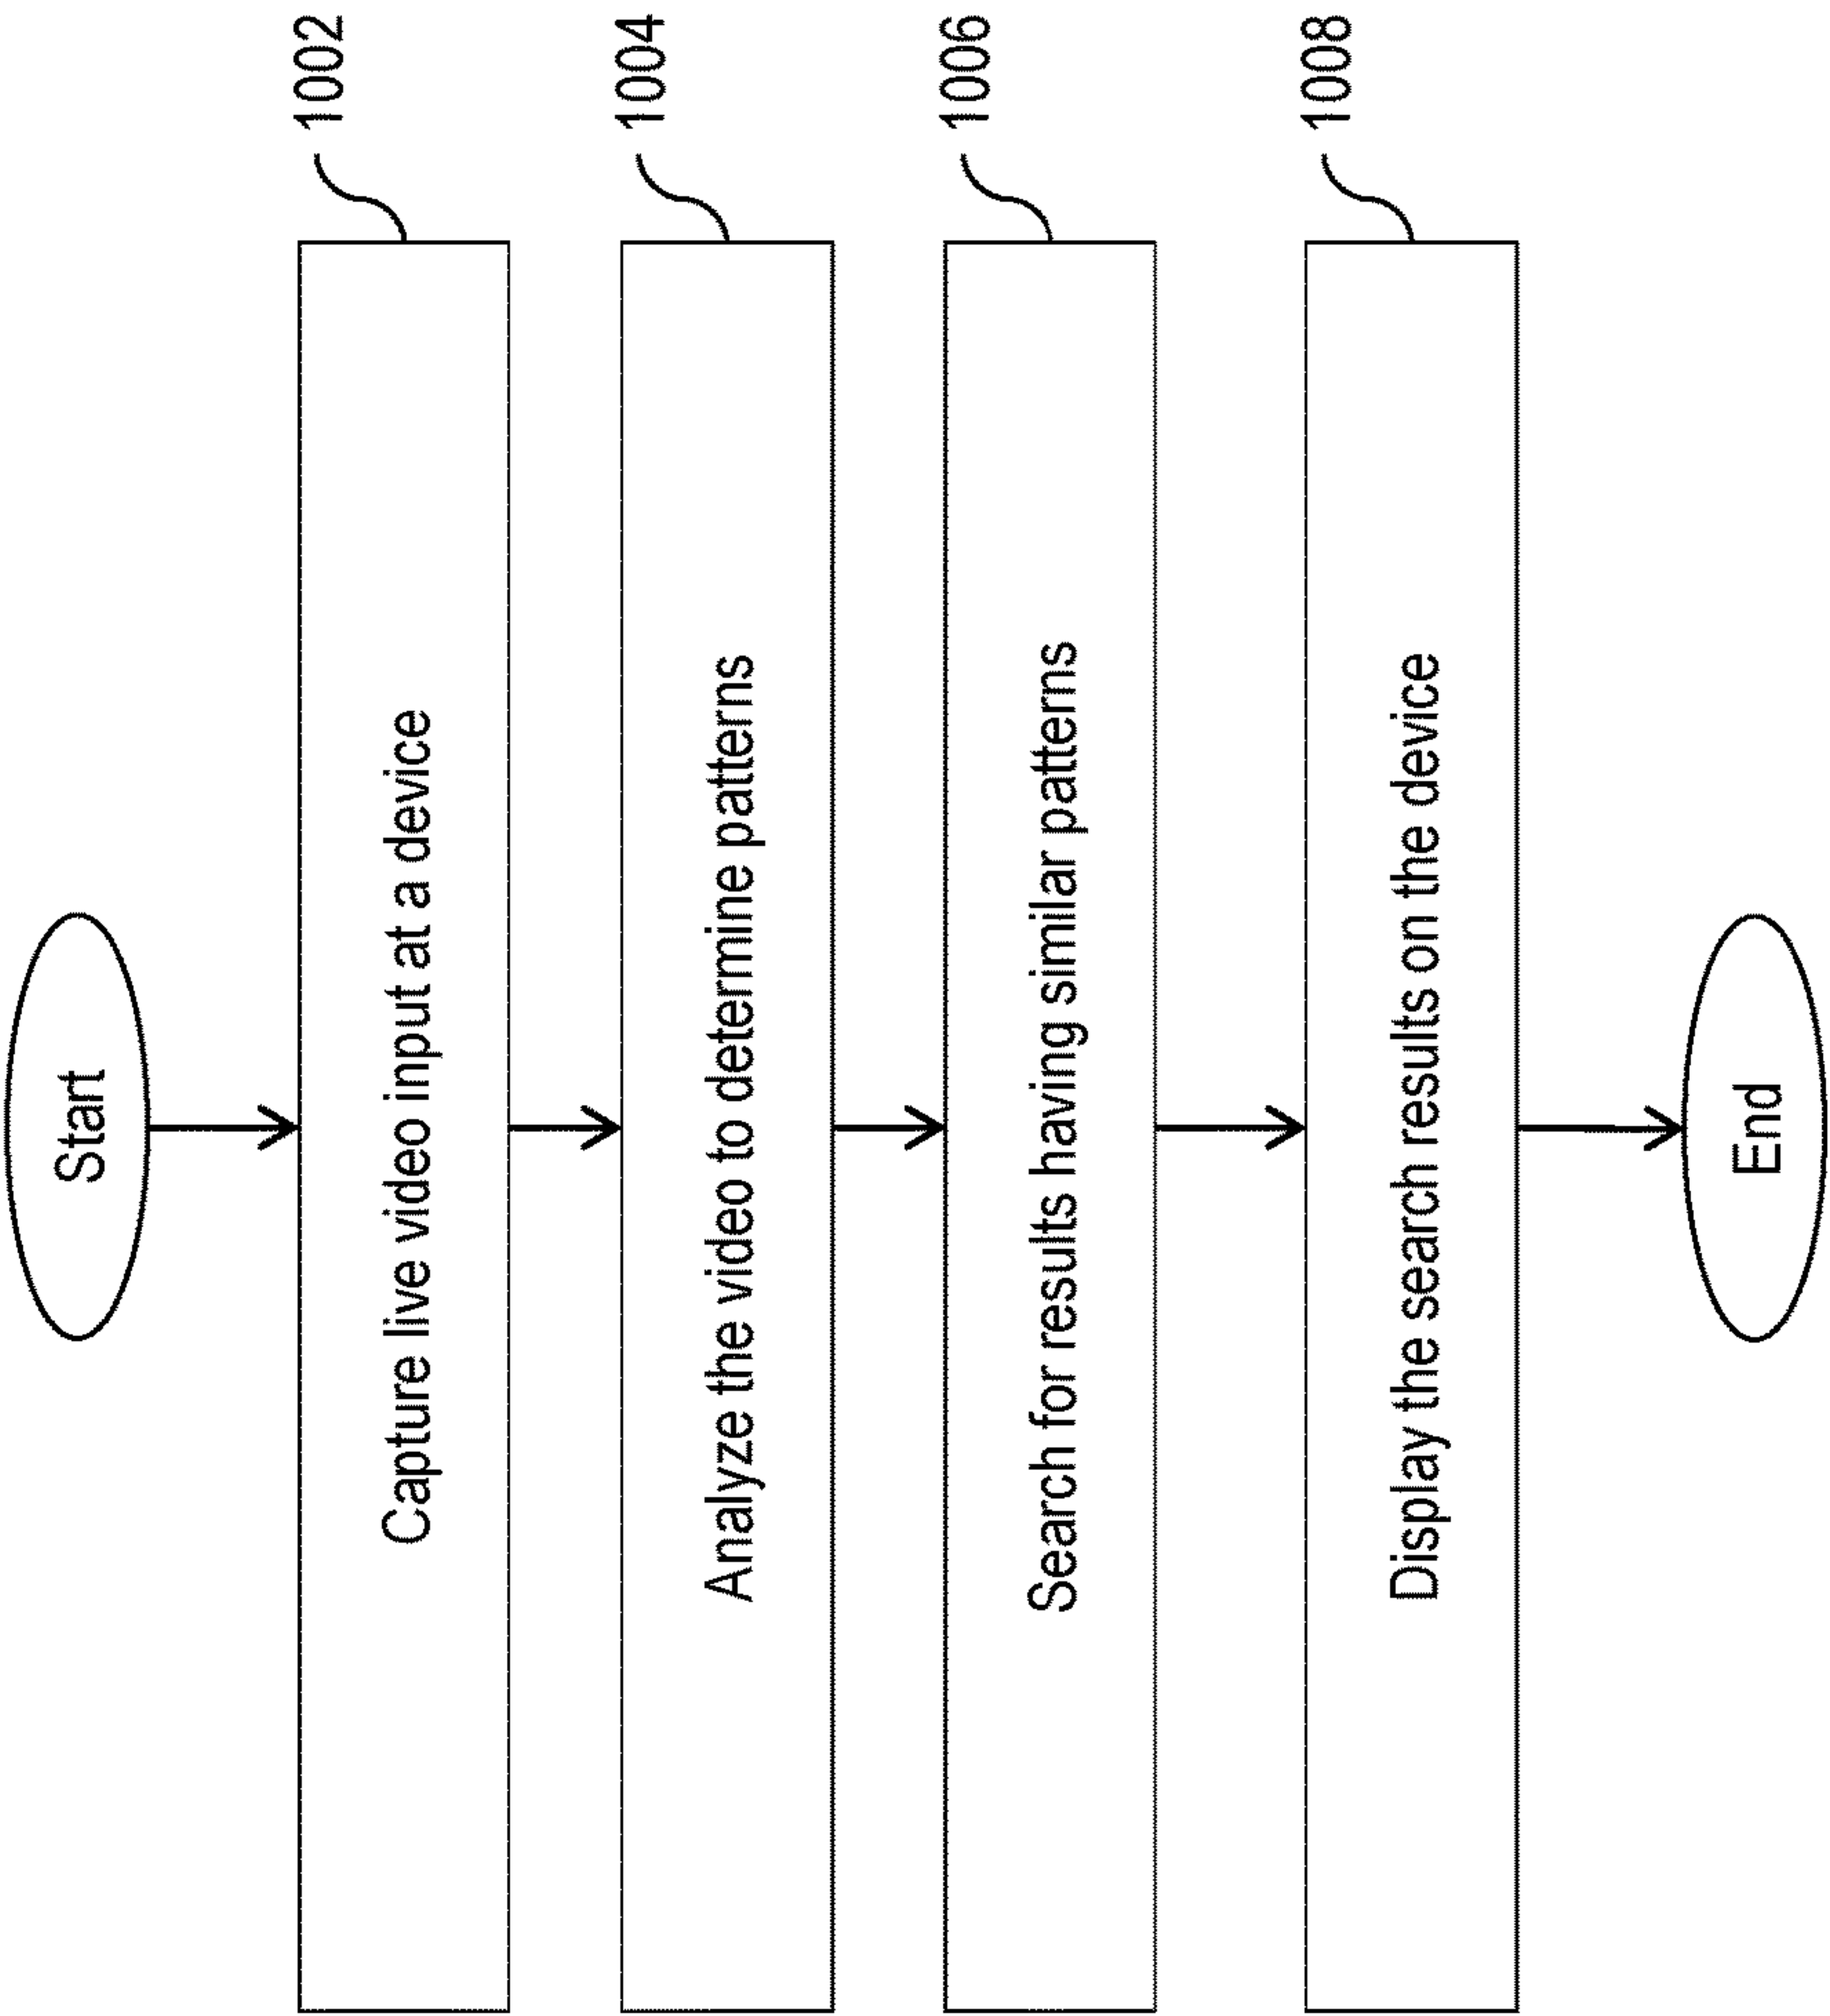 Start
Capture live video input at a device
1002
Analyze the video to determine patterns
1004
Search for results having similar patterns
1006
Display the search results on the device
1008
End